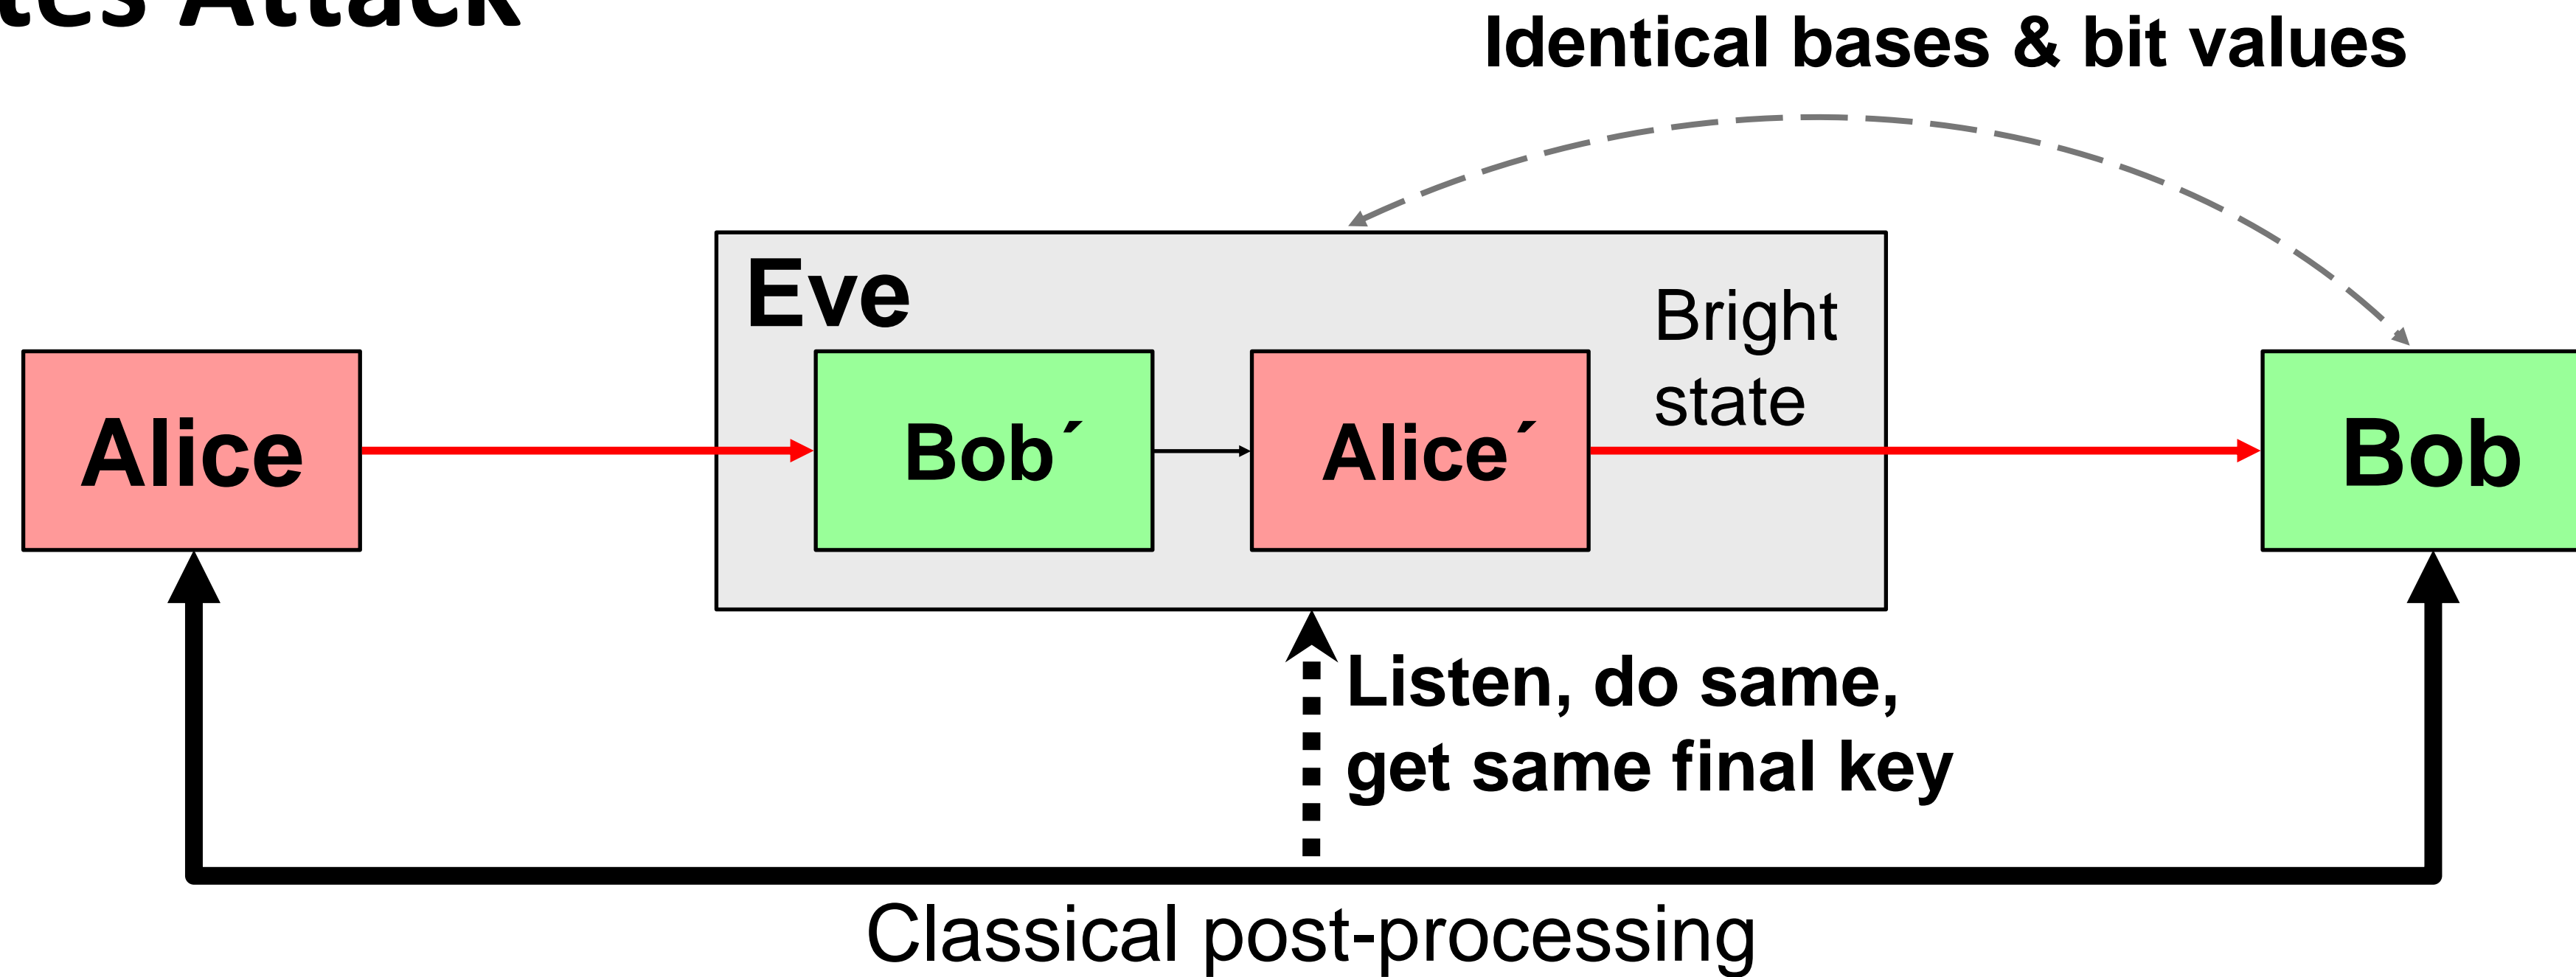 Attack
Identical bases & bit values
Eve
Bright
state
Alice
Bob´
Alice´
Bob
Listen, do same,
get same final key
Classical post-processing